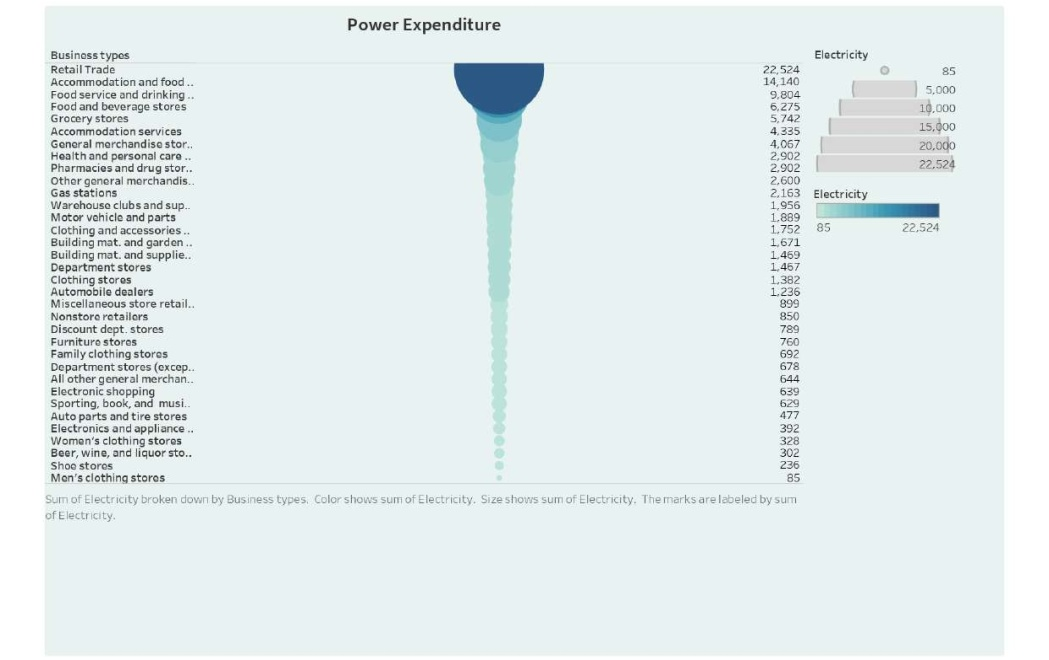 Power Expenditure
Business types
Retail Trade 22,524
Accommodation and food .. 14,140
Food service and drinking .. 9,804
Food and beverage stores 6,275
Grocery stores 5,742
Accommodation services 4,335
General merchandise stor.. 4,067
Health and personal care .. 2,902
Pharmacies and drug stor.. 2,902
Other general merchandis.. 2,600
Gas stations 2,163
Warehouse clubs and sup.. 1,956
Motor vehicle and parts 1,889
Clothing and accessories .. 1,752
Building mat. and garden .. 1,671
Building mat. and supplie.. 1,469
Department stores 1,467
Clothing stores 1,382
Automobile dealers 1,236
Miscellaneous store retail.. 899
Nonstore retailers 850
Discount dept. stores 789
Furniture stores 760
Family clothing stores 692
Department stores (excep.. 678
All other general merchan.. 644
Electronic shopping 639
Sporting, book, and musi.. 629
Auto parts and tire stores 477
Electronics and appliance .. 392
Women's clothing stores 328
Beer, wine, and liquor sto.. 302
Shoe stores 236
Men's clothing stores 85
Sum of Electricity broken down by Business types. Color shows sum of Electricity. Size shows sum of Electricity. The marks are labeled by sum
of Electricity.
Electricity
85
5,000
10,000
15,000
20,000
22,524
Electricity
85 22,524